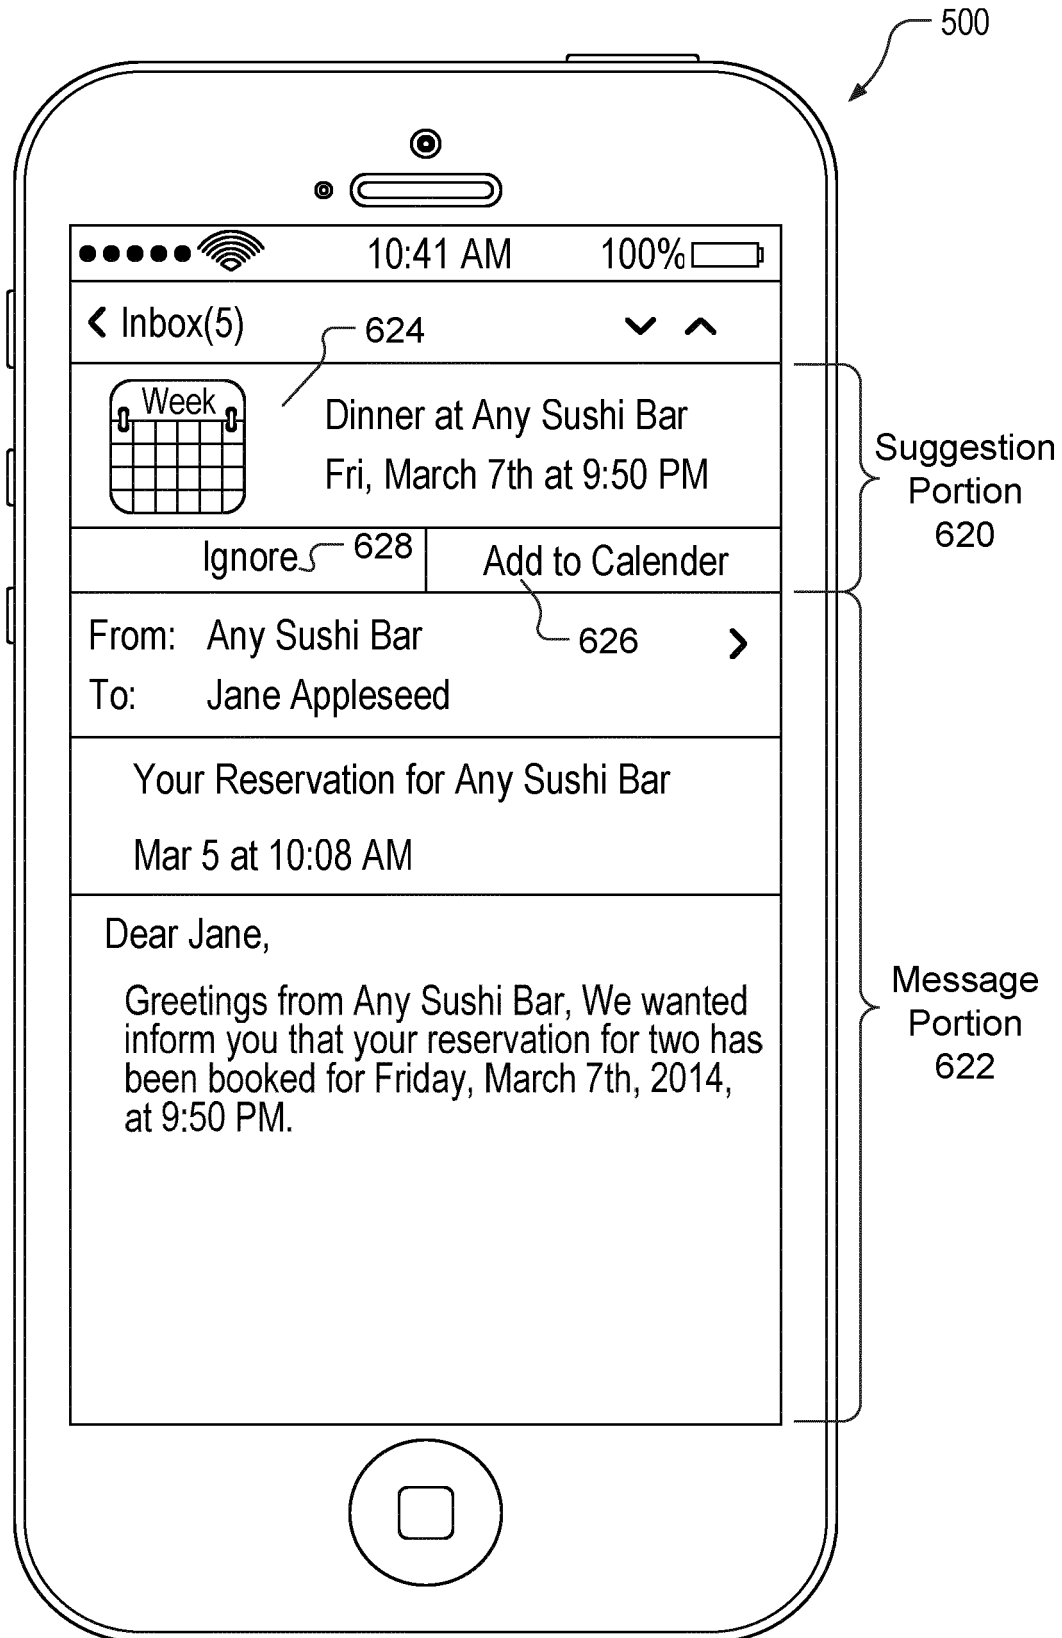 500
10:41 AM 100%
Inbox(5)
624
Week
Dinner at Any Sushi Bar
Fri, March 7th at 9:50 PM
Suggestion
Portion
620
Ignore 628 Add to Calender
626
From: Any Sushi Bar
To: Jane Appleseed
Your Reservation for Any Sushi Bar
Mar 5 at 10:08 AM
Dear Jane,
Greetings from Any Sushi Bar, We wanted
inform you that your reservation for two has
been booked for Friday, March 7th, 2014,
at 9:50 PM.
Message
Portion
622